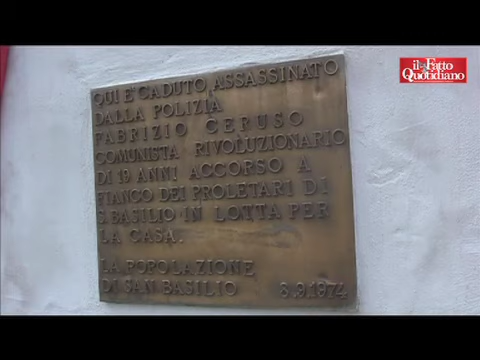 il Fatto
Quotidiano
QUI E' CADUTO ASSASSINATO
DALLA POLIZIA
FABRIZIO CERUSO
COMUNISTA RIVOLUZIONARIO
DI 19 ANNI ACCORSO A
FIANCO DEI PROLETARI DI
S. BASILIO IN LOTTA PER
LA CASA.
LA POPOLAZIONE
DI SAN BASILIO 8.9.1974